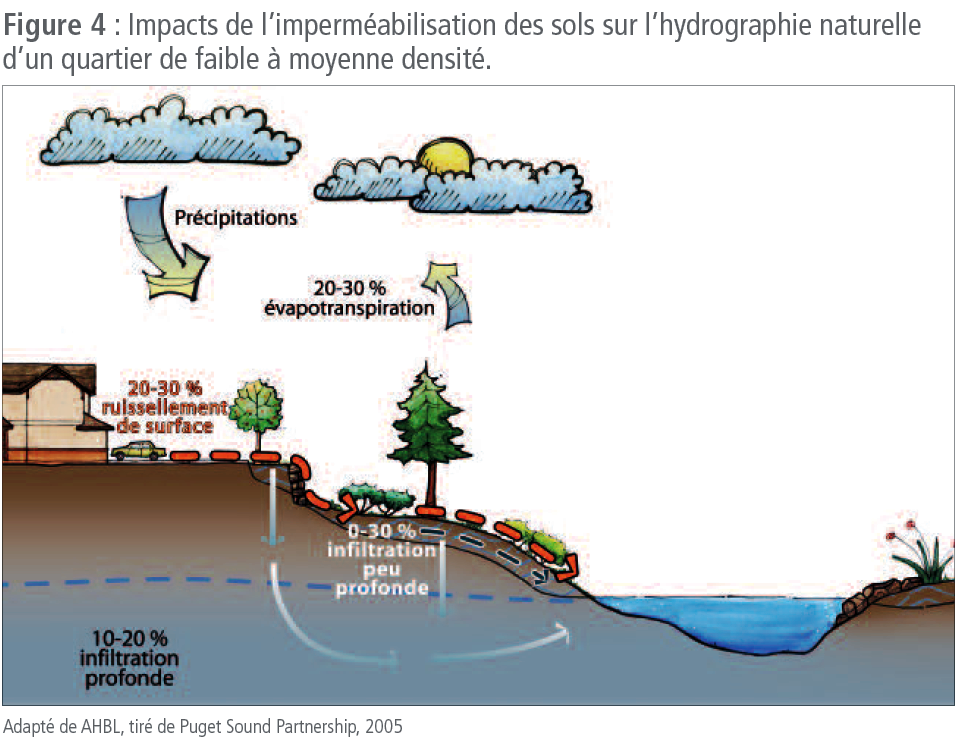 Figure 4 : Impacts de l’imperméabilisation des sols sur l’hydrographie naturelle
d’un quartier de faible à moyenne densité.
Précipitations
20-30 %
évapotranspiration
20-30 %
ruissellement
de surface
0-30 %
infiltration
peu
profonde
10-20 %
infiltration
profonde
Adapté de AHBL, tiré de Puget Sound Partnership, 2005